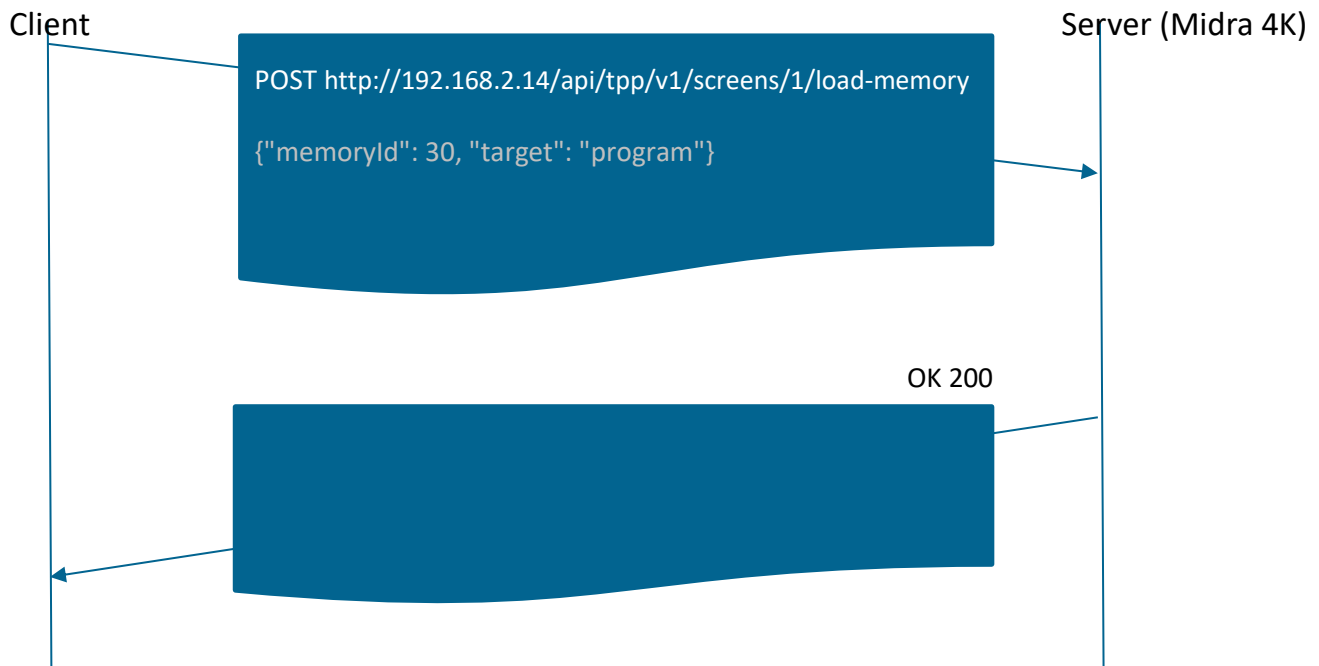 Client
Server (Midra 4K)
POST http://192.168.2.14/api/tpp/v1/screens/1/load-memory
{"memoryId": 30, "target": "program"}
OK 200